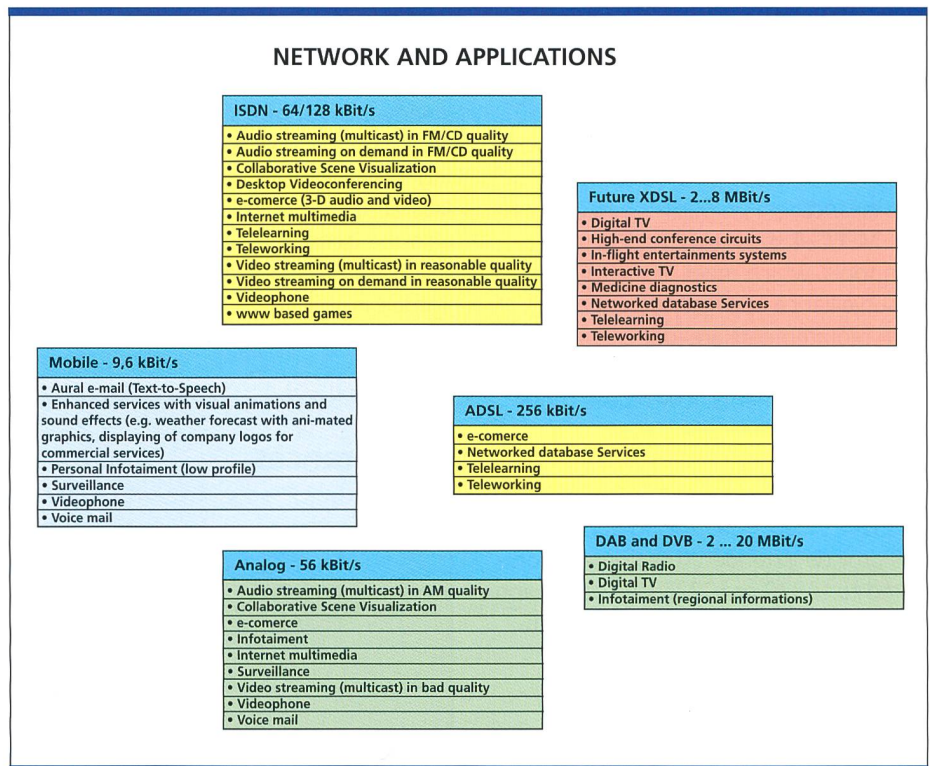 NETWORK AND APPLICATIONS
ISDN - 64/128 kBit/s
• Audio streaming (multicast) in FM/CD quality
• Audio streaming on demand in FM/CD quality
• Collaborative Scene Visualization
• Desktop Videoconferencing
• e-comerce (3-D audio and video)
• Internet multimedia
• Telelearning
• Teleworking
• Video streaming (multicast) in reasonable quality
• Video streaming on demand in reasonable quality
• Videophone
• www based games
Future XDSL - 2...8 MBit/s
• Digital TV
• High-end conference circuits
• In-flight entertainments systems
• Interactive TV
• Medicine diagnostics
• Networked database Services
• Telelearning
• Teleworking
Mobile - 9,6 kBit/s
• Aural e-mail (Text-to-Speech)
• Enhanced services with visual animations and
sound effects (e.g. weather forecast with ani-mated
graphics, displaying of company logos for
commercial services)
• Personal Infotaiment (low profile)
• Surveillance
• Videophone
• Voice mail
ADSL - 256 kBit/s
• e-comerce
• Networked database Services
• Telelearning
• Teleworking
Analog - 56 kBit/s
• Audio streaming (multicast) in AM quality
• Collaborative Scene Visualization
• e-comerce
• Infotaiment
• Internet multimedia
• Surveillance
• Video streaming (multicast) in bad quality
• Videophone
• Voice mail
DAB and DVB - 2 ... 20 MBit/s
• Digital Radio
• Digital TV
• Infotaiment (regional informations)